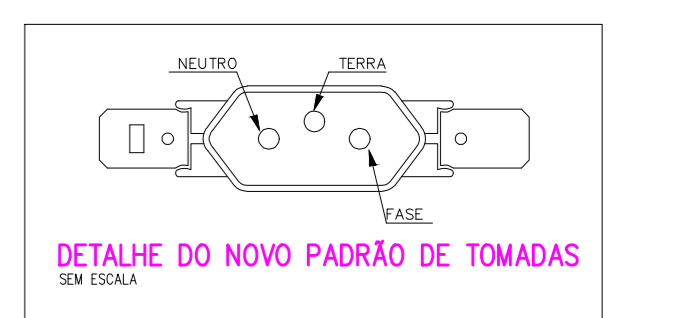 NEUTRO
TERRA
FASE
DETALHE DO NOVO PADRÃO DE TOMADAS
SEM ESCALA